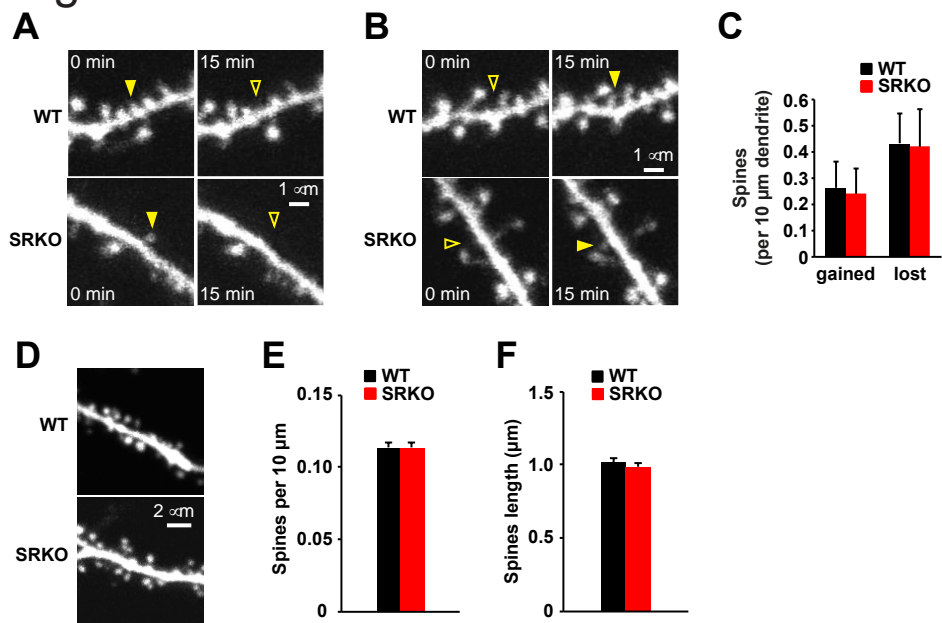 A
0 min
15 min
WT
1 ∝m
SRKO
0 min
15 min
B
0 min
15 min
WT
1 ∝m
SRKO
0 min
15 min
C
WT
SRKO
Spines
(per 10 µm dendrite)
0.6
0.5
0.4
0.3
0.2
0.1
0
gained lost
D
WT
2 ∝m
SRKO
E
WT
SRKO
Spines per 10 µm
0.15
0.10
0.05
0
F
WT
SRKO
Spines length (µm)
1.5
1.0
0.5
0